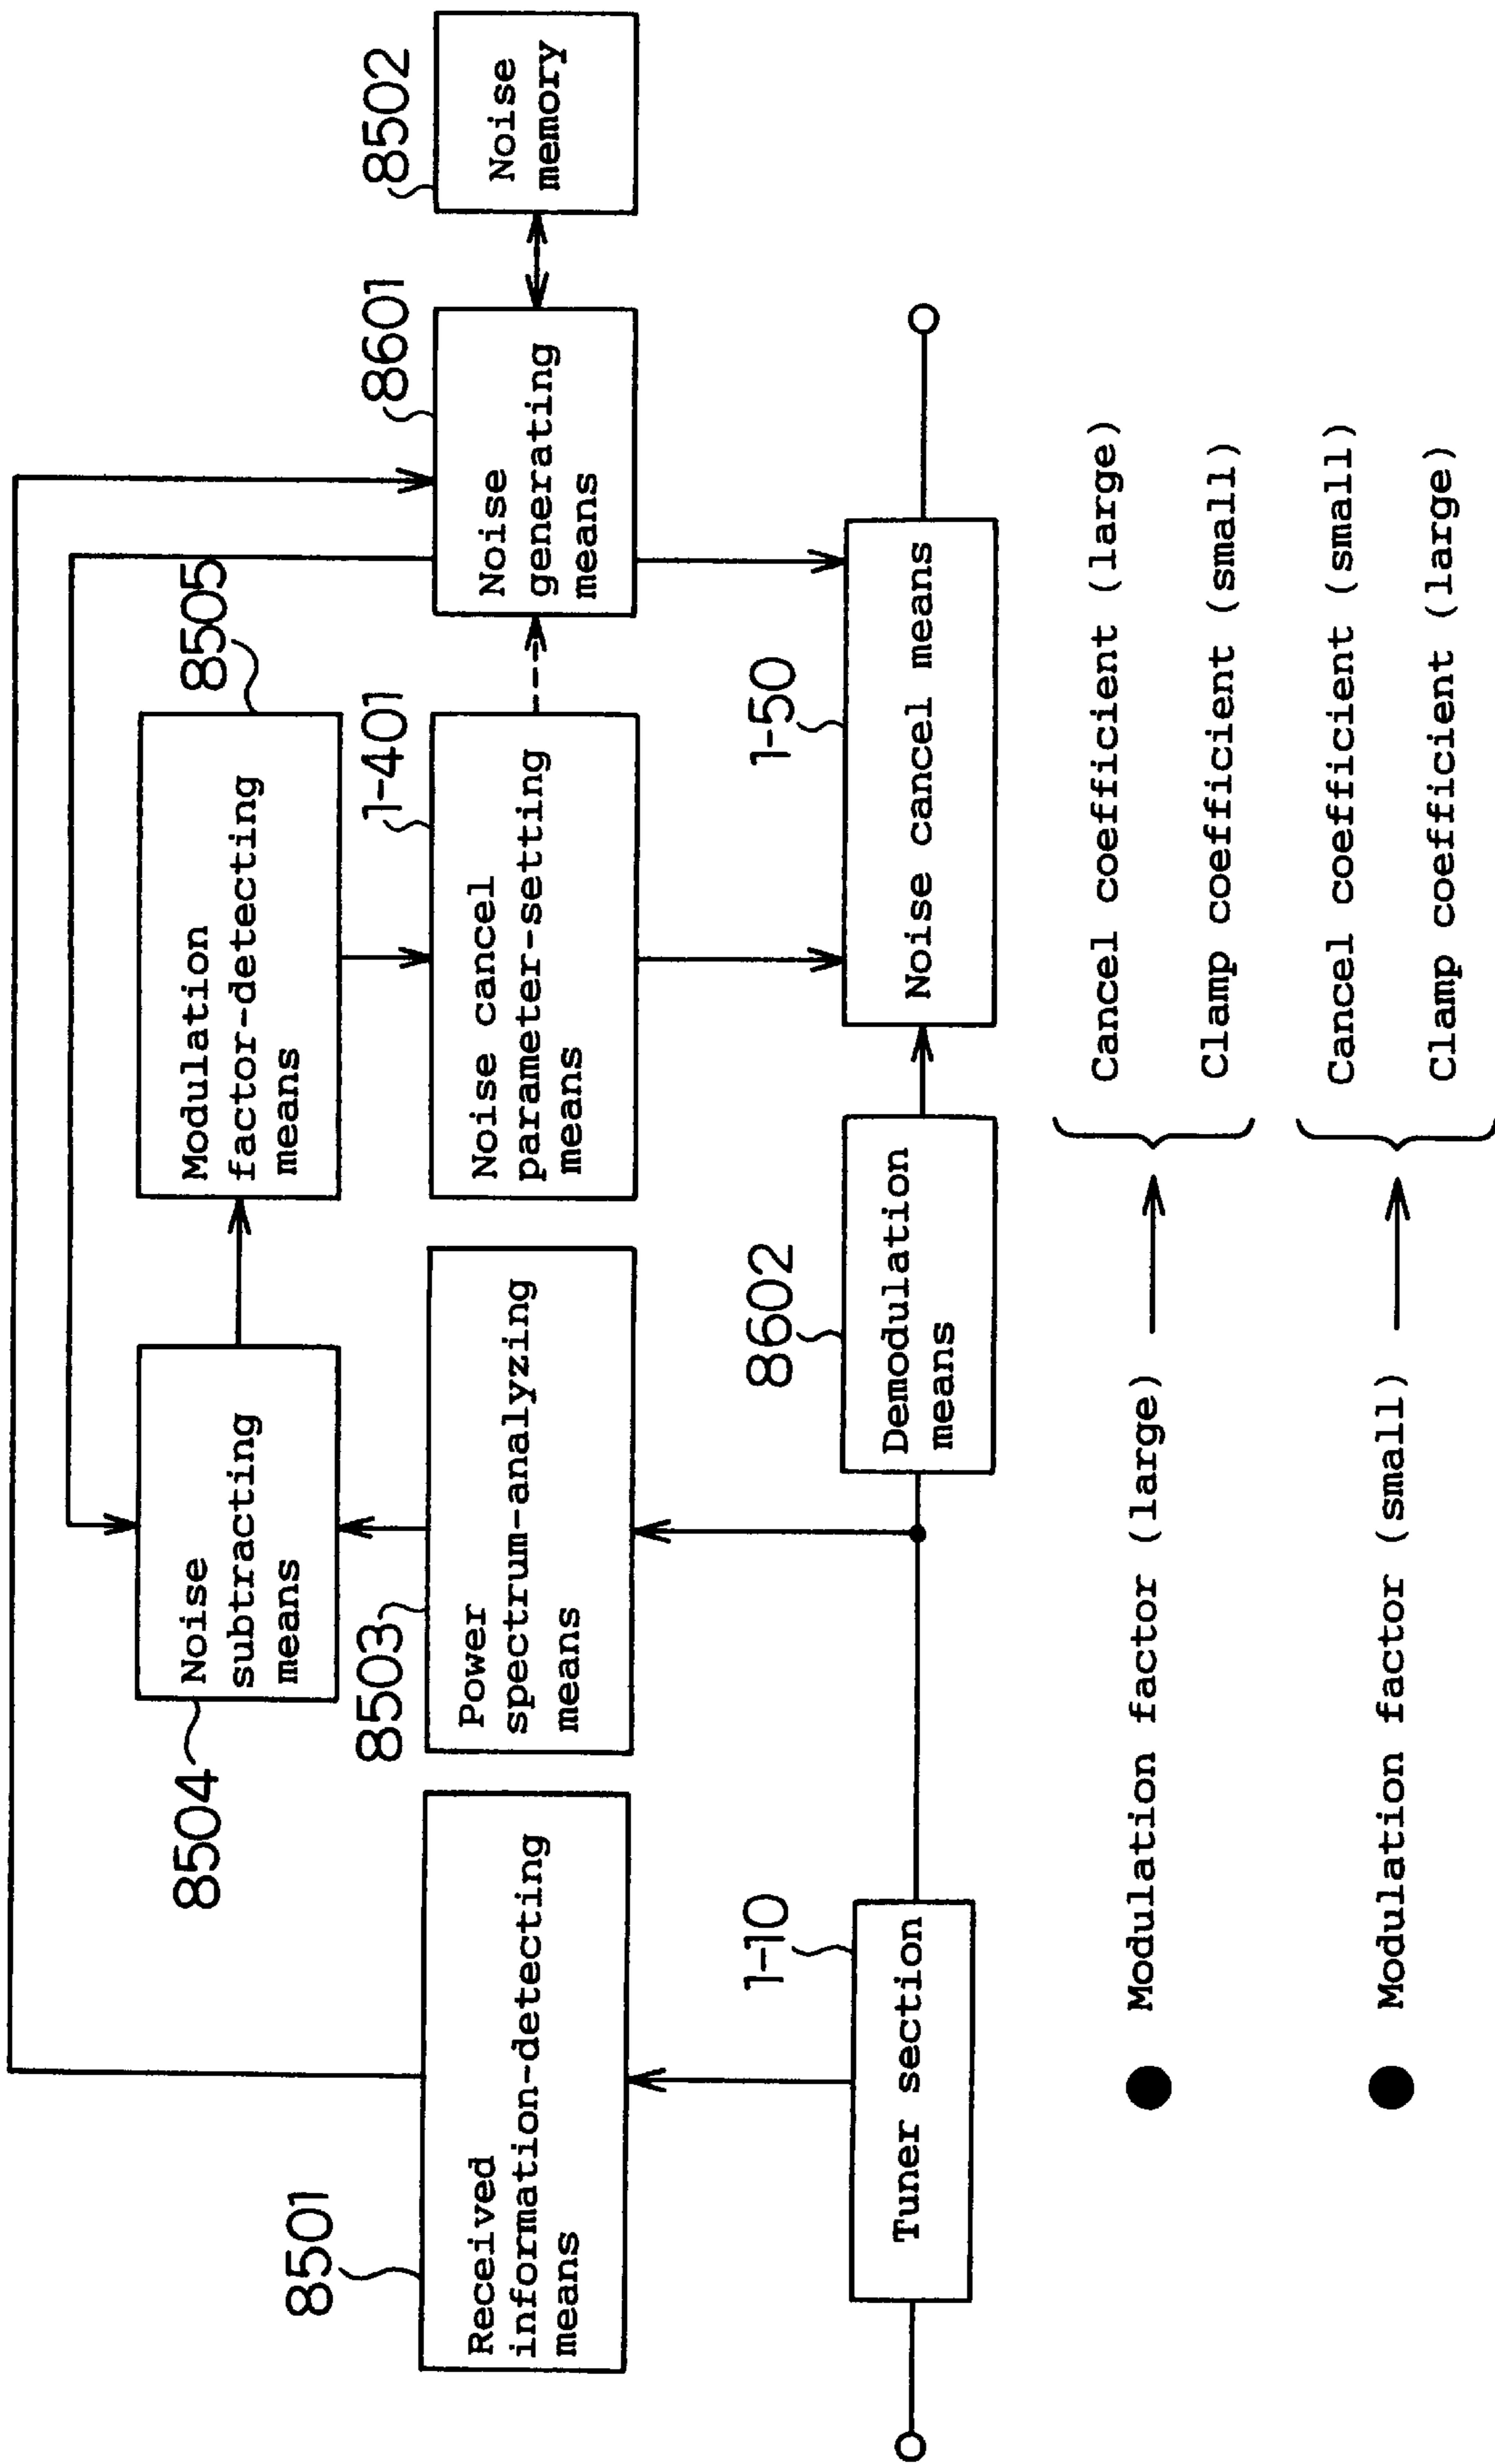 8504
Noise
subtracting
means
8505
Modulation
factor-detecting
means
8501
Received
information-detecting
means
8503
Power
spectrum-analyzing
means
1-401
Noise cancel
parameter-setting
means
8601
Noise
generating
means
8502
Noise
memory
1-10
Tuner section
8602
Demodulation
means
1-50
Noise cancel means
● Modulation factor (large) → Cancel coefficient (large)
Clamp coefficient (small)
● Modulation factor (small) → Cancel coefficient (small)
Clamp coefficient (large)